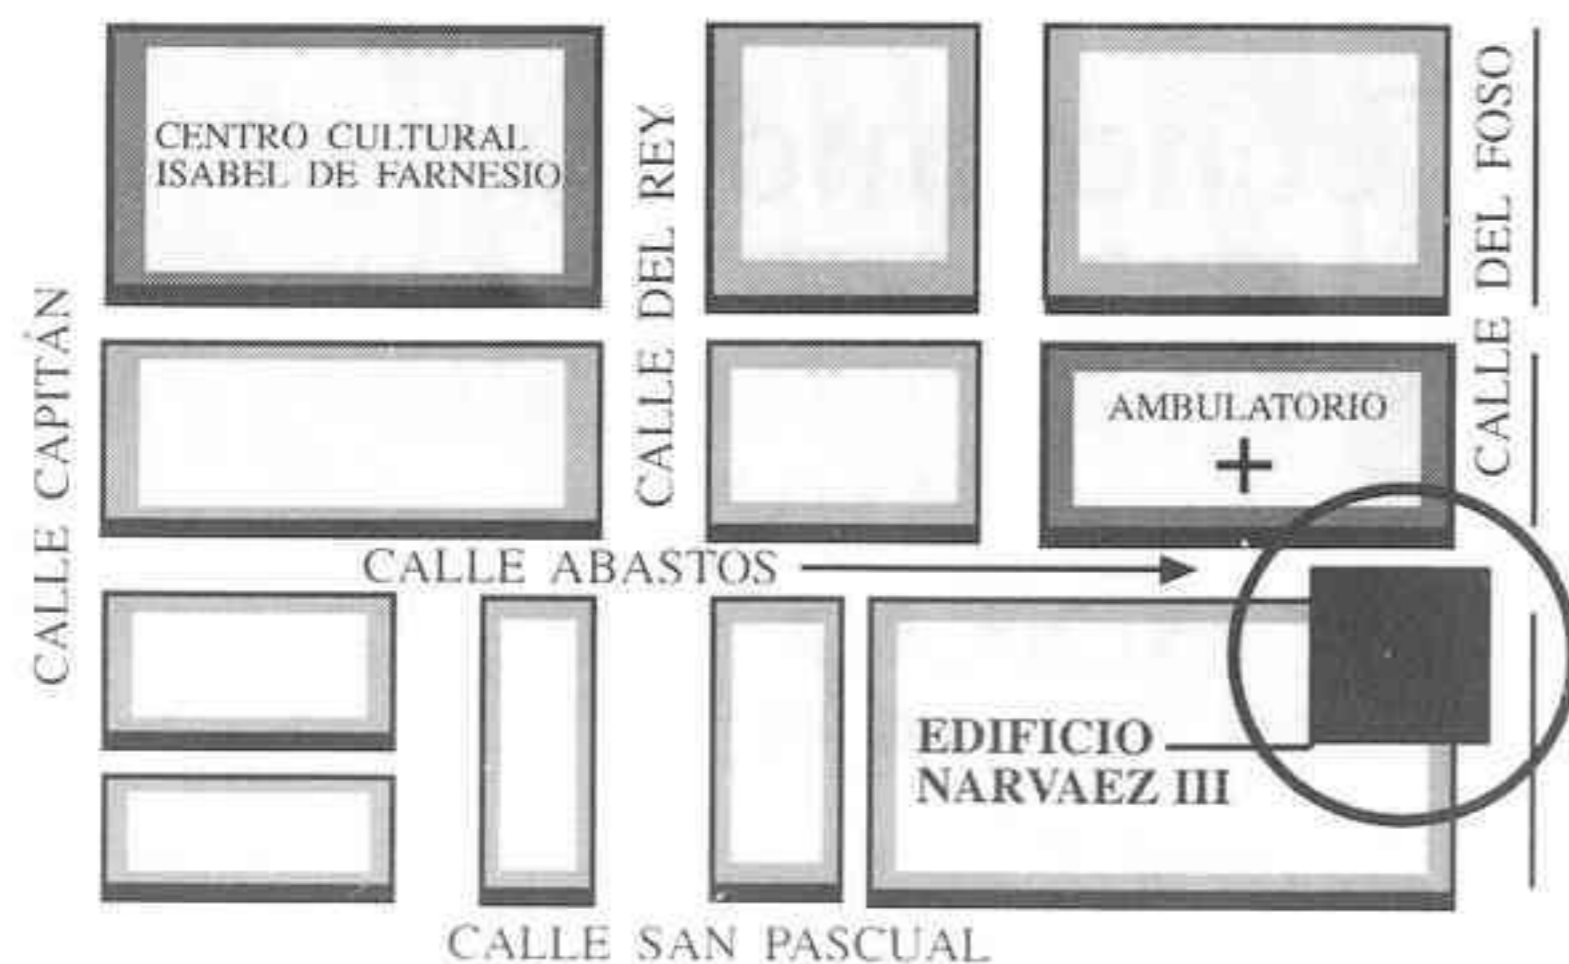 CENTRO CULTURAL
ISABEL DE FARNESIO
CALLE DEL REY
CALLE DEL FOSO
CALLE CAPITÁN
AMBULATORIO
CALLE ABASTOS
EDIFICIO
NARVAEZ III
CALLE SAN PASCUAL